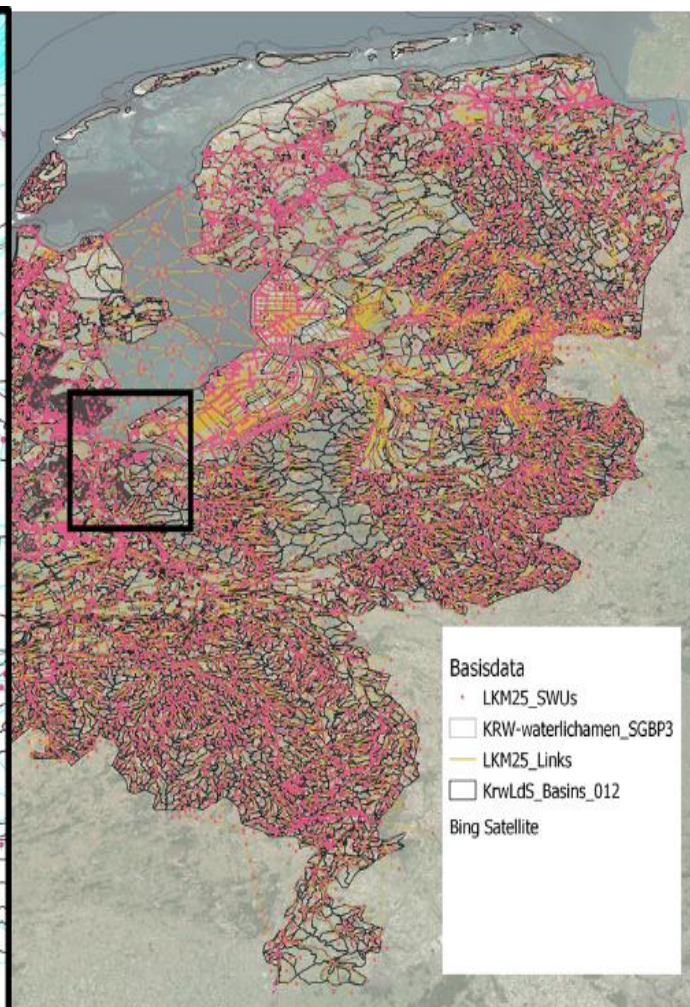 Basisdata
LKM25_SWUs
KRW-waterlichamen_SGBP3
LKM25_Links
KrwLdS_Basins_012
Bing Satellite